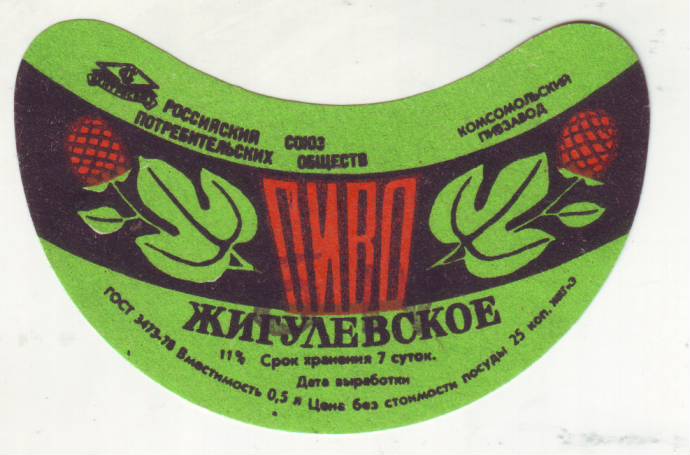 РОССИЙСКИЙ СОЮЗ
ПОТРЕБИТЕЛЬСКИХ ОБЩЕСТВ
КОМСОМОЛЬСКИЙ
ПИВЗАВОД
ПИВО
ЖИГУЛЕВСКОЕ
11% Срок хранения 7 суток.
Дата выработки
ГОСТ 3473-78 Вместимость 0,5 л Цена без стоимости посуды 25 коп.